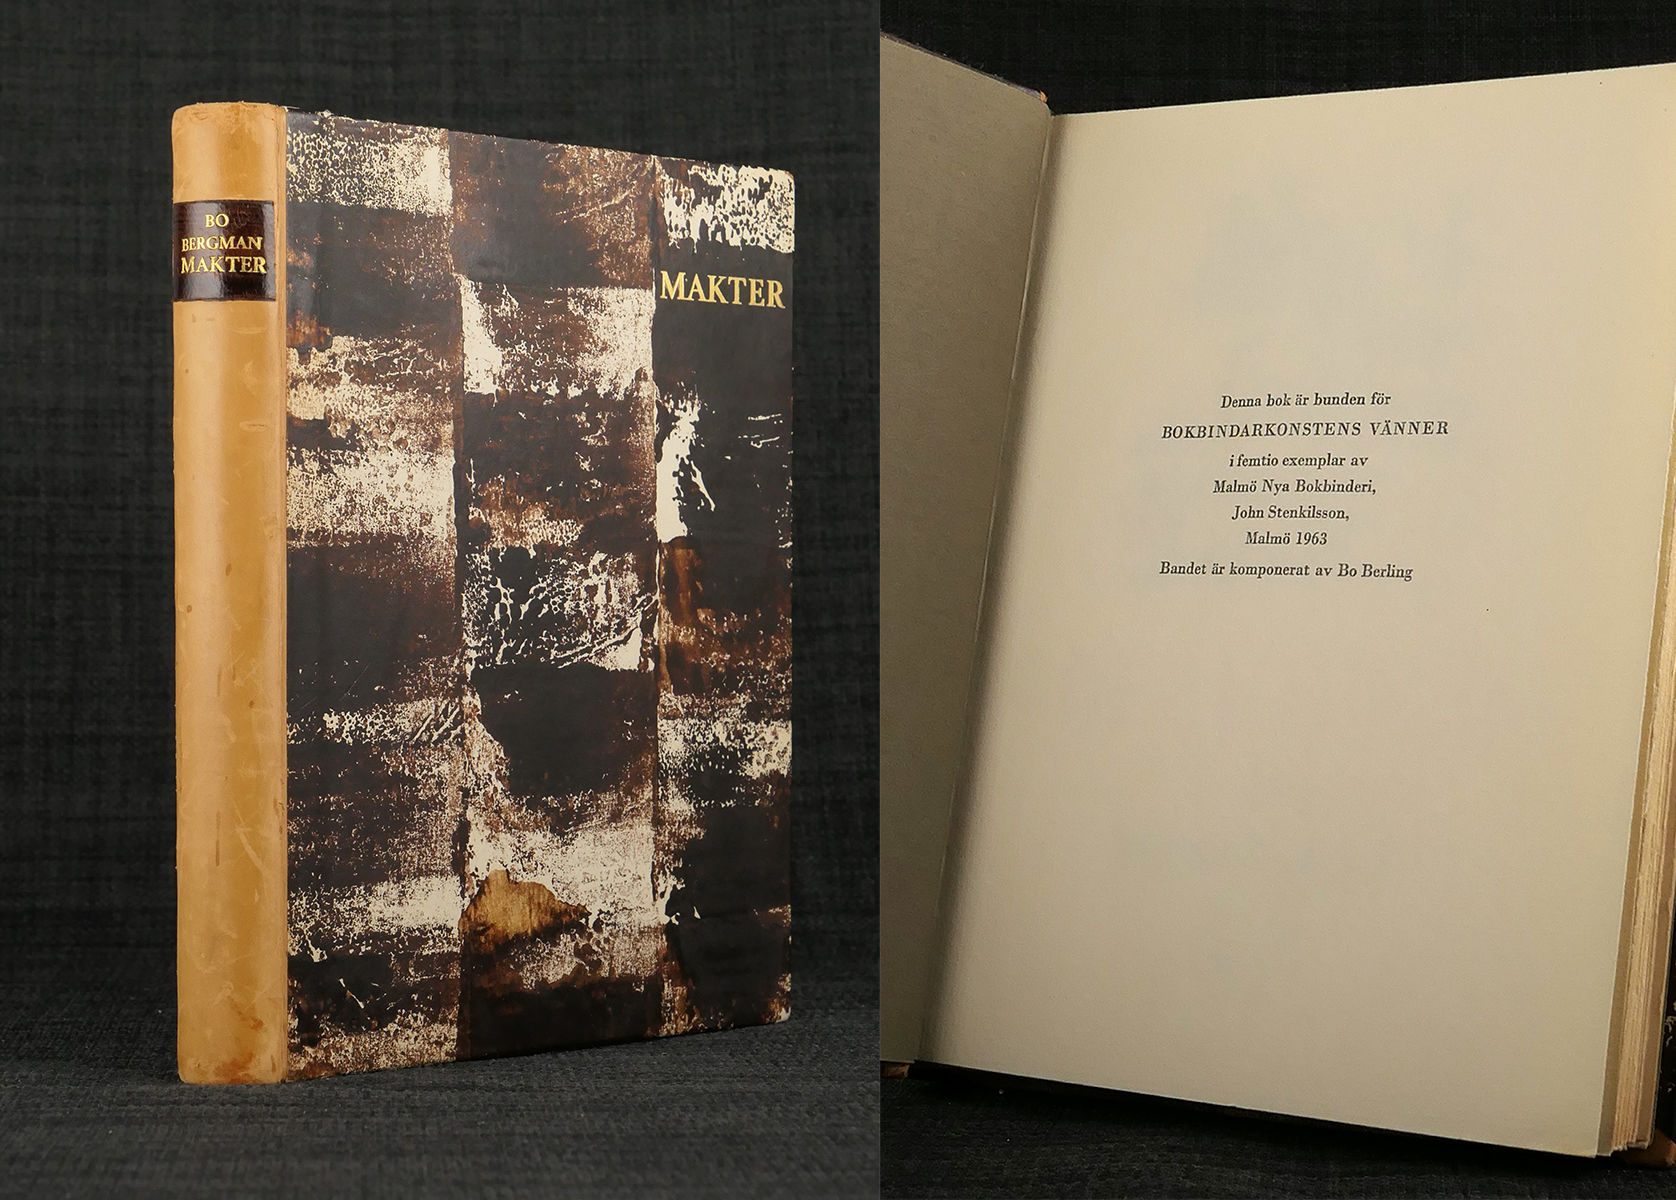 BO
BERGMAN
MAKTER
MAKTER
Denna bok är bunden för
BOKBINDARKONSTENS VÄNNER
i femtio exemplar av
Malmö Nya Bokbinderi,
John Stenkilsson,
Malmö 1963
Bandet är komponerat av Bo Berling